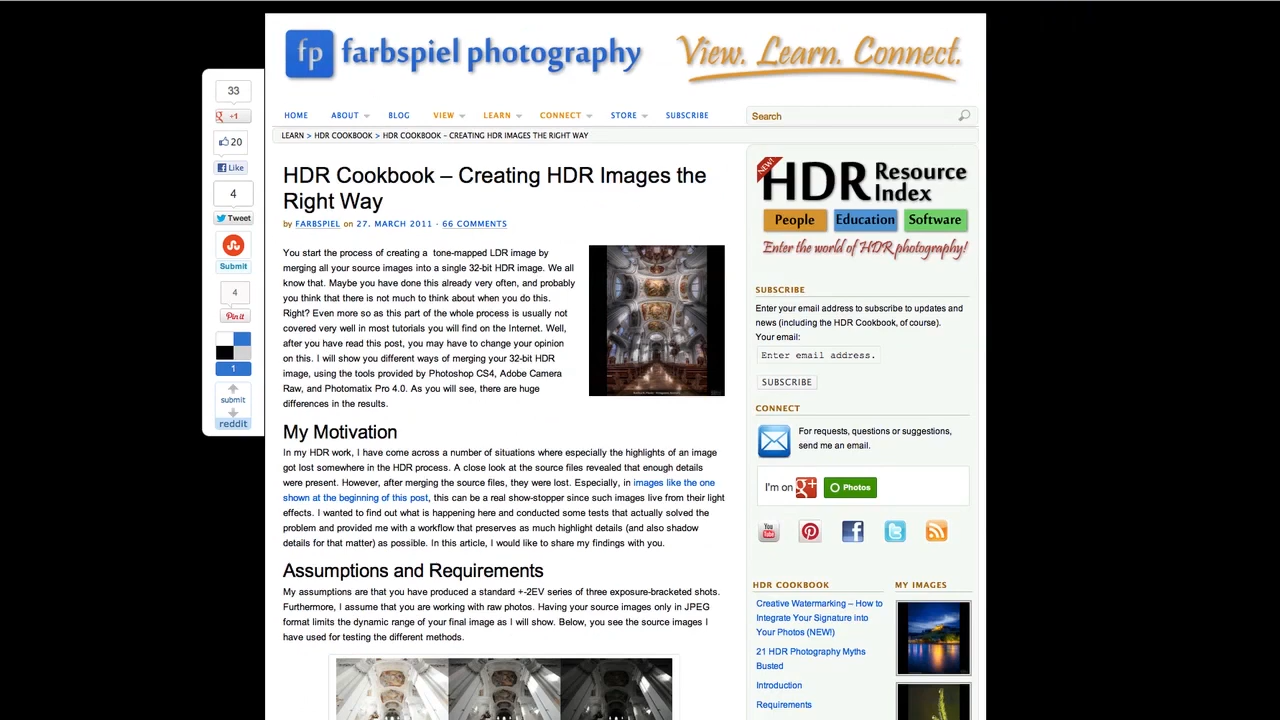 fp farbspiel photography
View. Learn. Connect.
HOME ABOUT BLOG VIEW LEARN CONNECT STORE SUBSCRIBE
Search
LEARN > HDR COOKBOOK > HDR COOKBOOK – CREATING HDR IMAGES THE RIGHT WAY
33
+1
20
Like
4
Tweet
Submit
4
Pin it
1
submit
reddit
HDR Cookbook – Creating HDR Images the
Right Way
by FARBSPIEL on 27. MARCH 2011 · 66 COMMENTS
You start the process of creating a tone-mapped LDR image by
merging all your source images into a single 32-bit HDR image. We all
know that. Maybe you have done this already very often, and probably
you think that there is not much to think about when you do this.
Right? Even more so as this part of the whole process is usually not
covered very well in most tutorials you will find on the Internet. Well,
after you have read this post, you may have to change your opinion
on this. I will show you different ways of merging your 32-bit HDR
image, using the tools provided by Photoshop CS4, Adobe Camera
Raw, and Photomatix Pro 4.0. As you will see, there are huge
differences in the results.
My Motivation
In my HDR work, I have come across a number of situations where especially the highlights of an image
got lost somewhere in the HDR process. A close look at the source files revealed that enough details
were present. However, after merging the source files, they were lost. Especially, in images like the one
shown at the beginning of this post, this can be a real show-stopper since such images live from their light
effects. I wanted to find out what is happening here and conducted some tests that actually solved the
problem and provided me with a workflow that preserves as much highlight details (and also shadow
details for that matter) as possible. In this article, I would like to share my findings with you.
Assumptions and Requirements
My assumptions are that you have produced a standard +-2EV series of three exposure-bracketed shots.
Furthermore, I assume that you are working with raw photos. Having your source images only in JPEG
format limits the dynamic range of your final image as I will show. Below, you see the source images I
have used for testing the different methods.
NEW!
HDR Resource
Index
People Education Software
Enter the world of HDR photography!
SUBSCRIBE
Enter your email address to subscribe to updates and
news (including the HDR Cookbook, of course).
Your email:
Enter email address.
SUBSCRIBE
CONNECT
For requests, questions or suggestions,
send me an email.
I'm on g+ Photos
You Tube
HDR COOKBOOK
Creative Watermarking – How to
Integrate Your Signature into
Your Photos (NEW!)
21 HDR Photography Myths
Busted
Introduction
Requirements
MY IMAGES